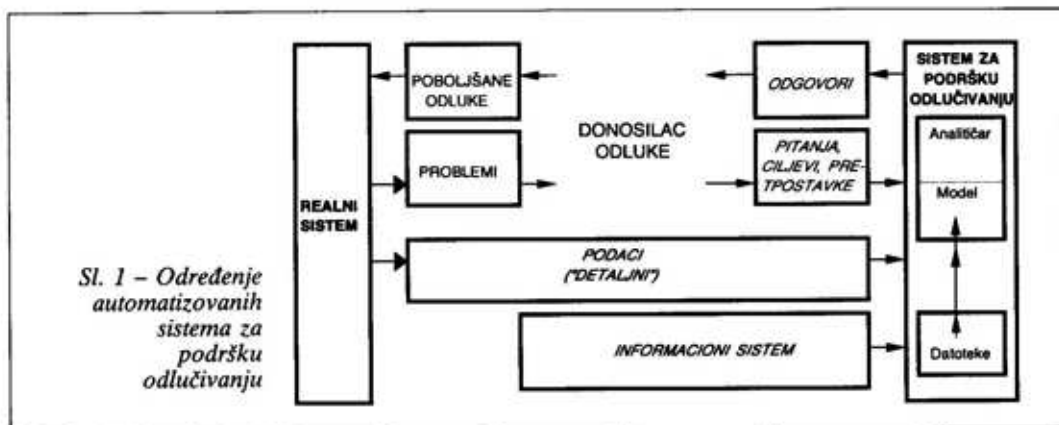 POBOLJŠANE
ODLUKE
ODGOVORI
SISTEM ZA
PODRŠKU
ODLUČIVANJU
DONOSILAC
ODLUKE
Analitičar
PROBLEMI
PITANJA,
CILJEVI, PRE-
TPOSTAVKE
Model
REALNI
SISTEM
PODACI
("DETALJNI")
INFORMACIONI SISTEM
Datoteke
Sl. 1 – Određenje
automatizovanih
sistema za
podršku
odlučivanju